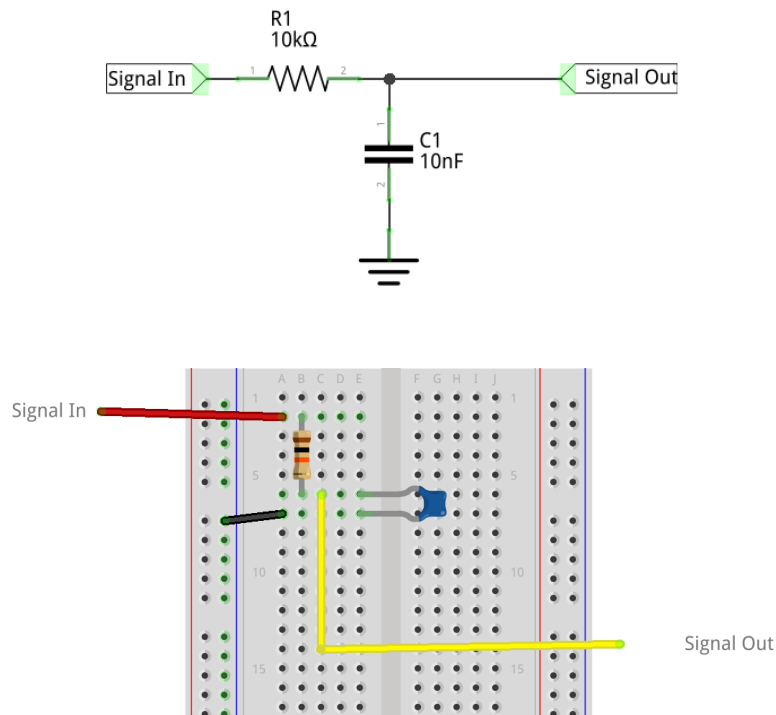 R1
10kΩ
Signal In
1
2
Signal Out
1
C1
10nF
2
A B C D E F G H I J
1 1
Signal In
5 5
10 10
Signal Out
15 15